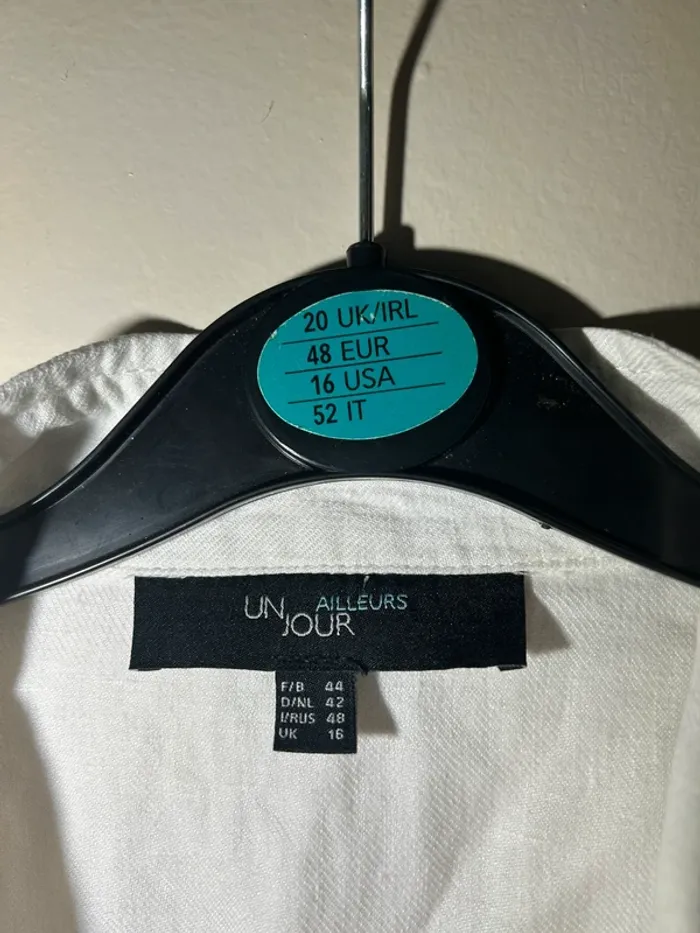 20 UK/IRL
48 EUR
16 USA
52 IT
UN AILLEURS
JOUR
F/B 44
D/NL 42
I/RUS 48
UK 16